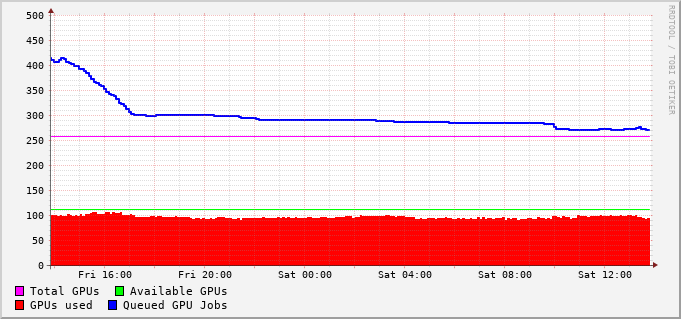 500
450
400
350
300
250
200
150
100
50
0
Fri 16:00 Fri 20:00 Sat 00:00 Sat 04:00 Sat 08:00 Sat 12:00
Total GPUs Available GPUs
GPUs used Queued GPU Jobs
RRDTOOL / TOBI OETIKER